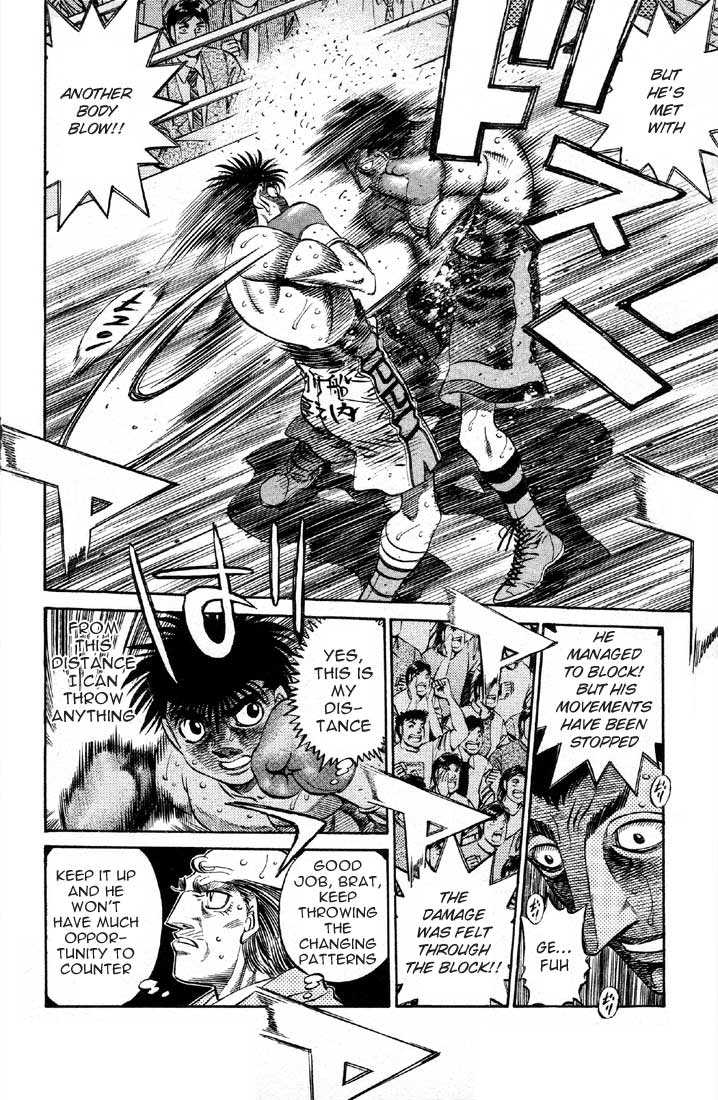 BUT
HE'S
MET
WITH
ANOTHER
BODY
BLOW!!
HE
MANAGED
TO BLOCK!
BUT HIS
MOVEMENTS
HAVE BEEN
STOPPED
GE...
FUH
THE
DAMAGE
WAS FELT
THROUGH
THE BLOCK!!
YES,
THIS IS
MY
DIS-
TANCE
FROM
THIS
DISTANCE
I CAN
THROW
ANYTHING
GOOD
JOB, BRAT,
KEEP
THROWING
THE
CHANGING
PATTERNS
KEEP IT UP
AND HE
WON'T
HAVE MUCH
OPPOR-
TUNITY TO
COUNTER